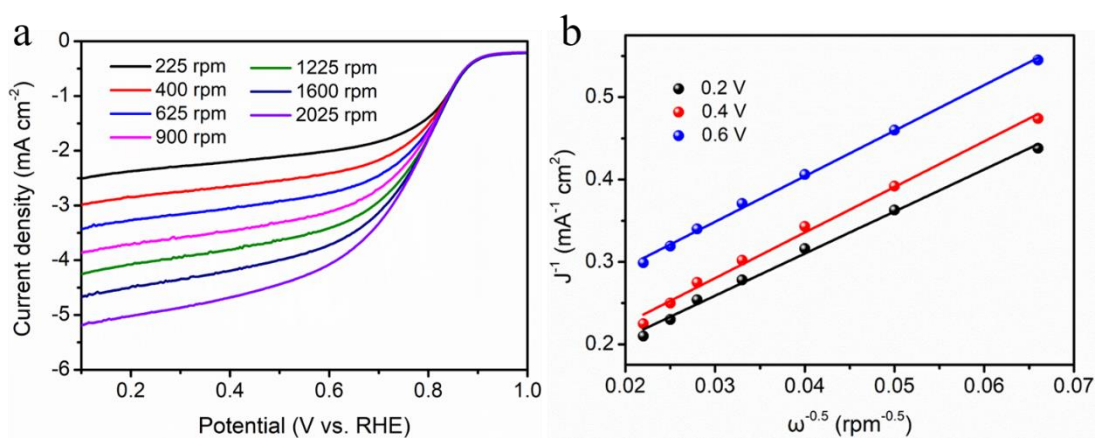 a
0
-1
-2
-3
-4
-5
-6
Current density (mA cm⁻²)
225 rpm
400 rpm
625 rpm
900 rpm
1225 rpm
1600 rpm
2025 rpm
0.2 0.4 0.6 0.8 1.0
Potential (V vs. RHE)
b
0.5
0.4
0.3
0.2
J⁻¹ (mA⁻¹ cm²)
0.2 V
0.4 V
0.6 V
0.02 0.03 0.04 0.05 0.06 0.07
ω⁻⁰·⁵ (rpm⁻⁰·⁵)